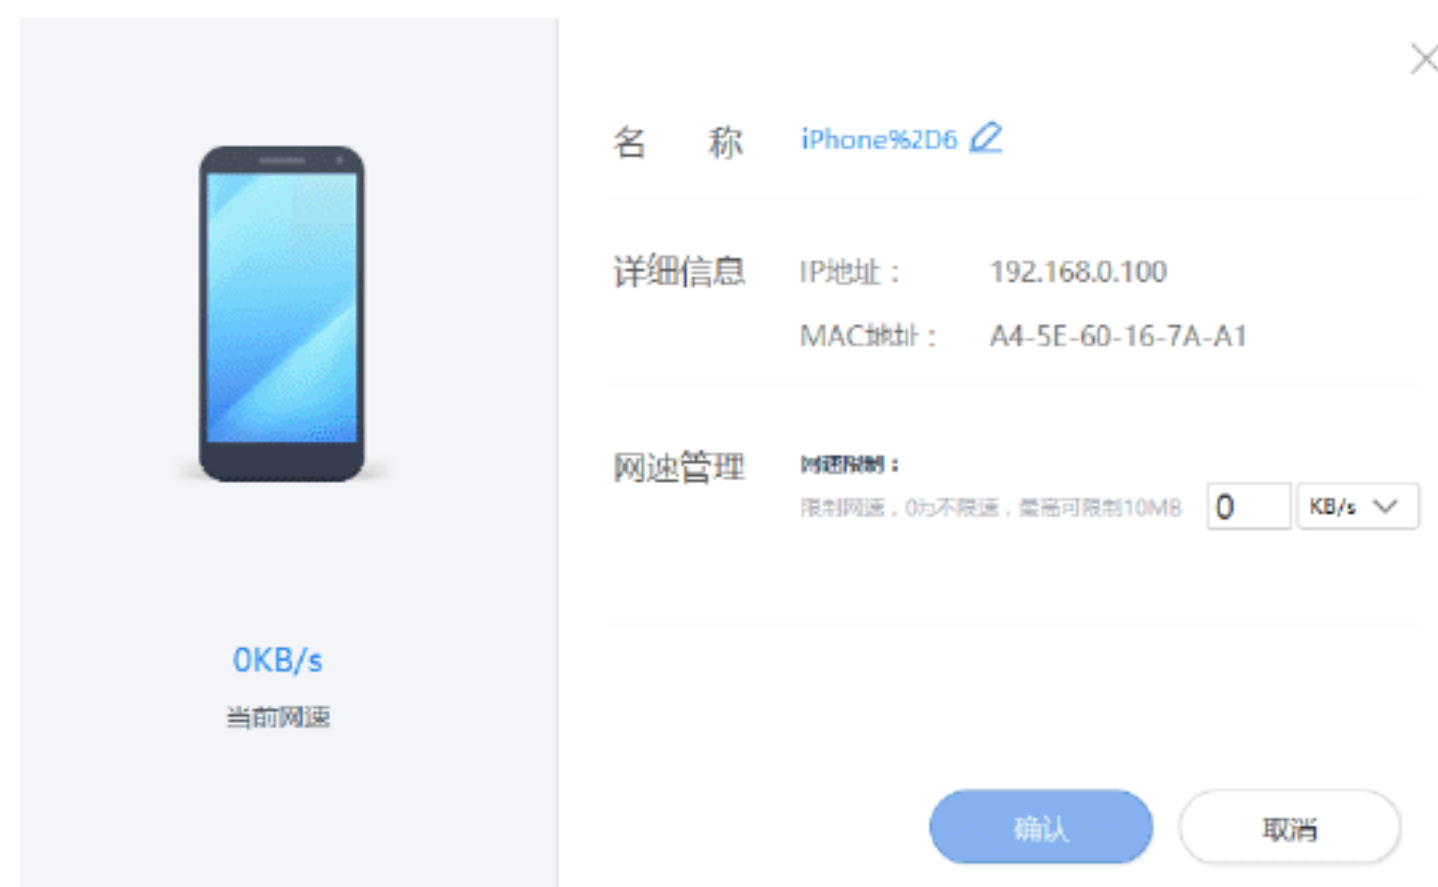 名 称 iPhone%2D6
详细信息 IP地址： 192.168.0.100
MAC地址： A4-5E-60-16-7A-A1
网速管理 网速限制：
限制网速，0为不限速，最高可限制10MB 0 KB/s
0KB/s
当前网速
确认 取消